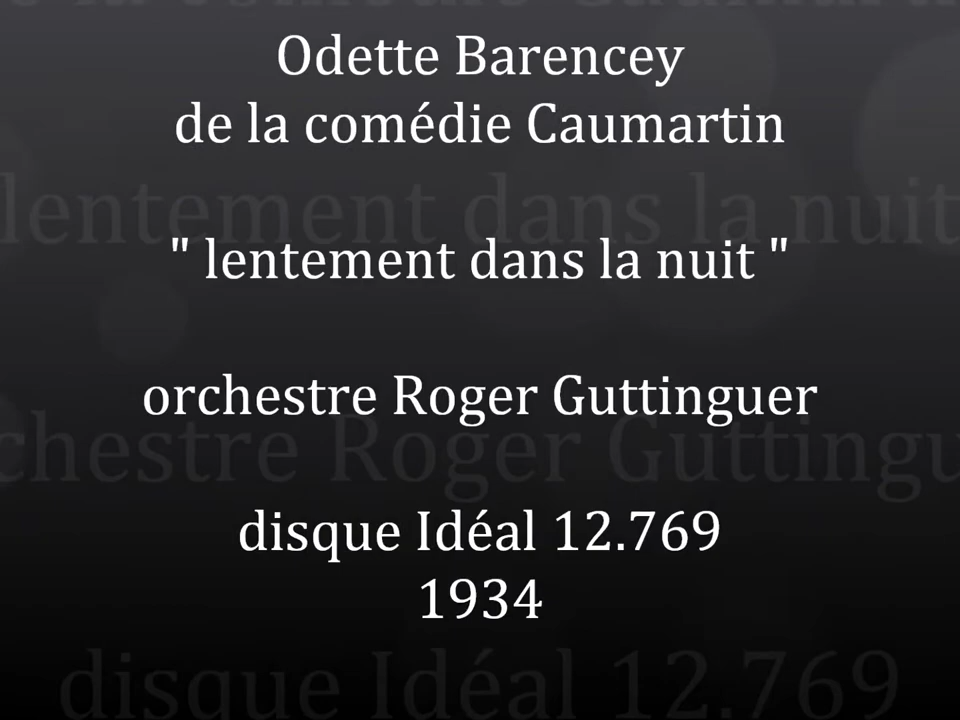 Odette Barencey
de la comédie Caumartin
" lentement dans la nuit "
orchestre Roger Guttinguer
disque Idéal 12.769
1934